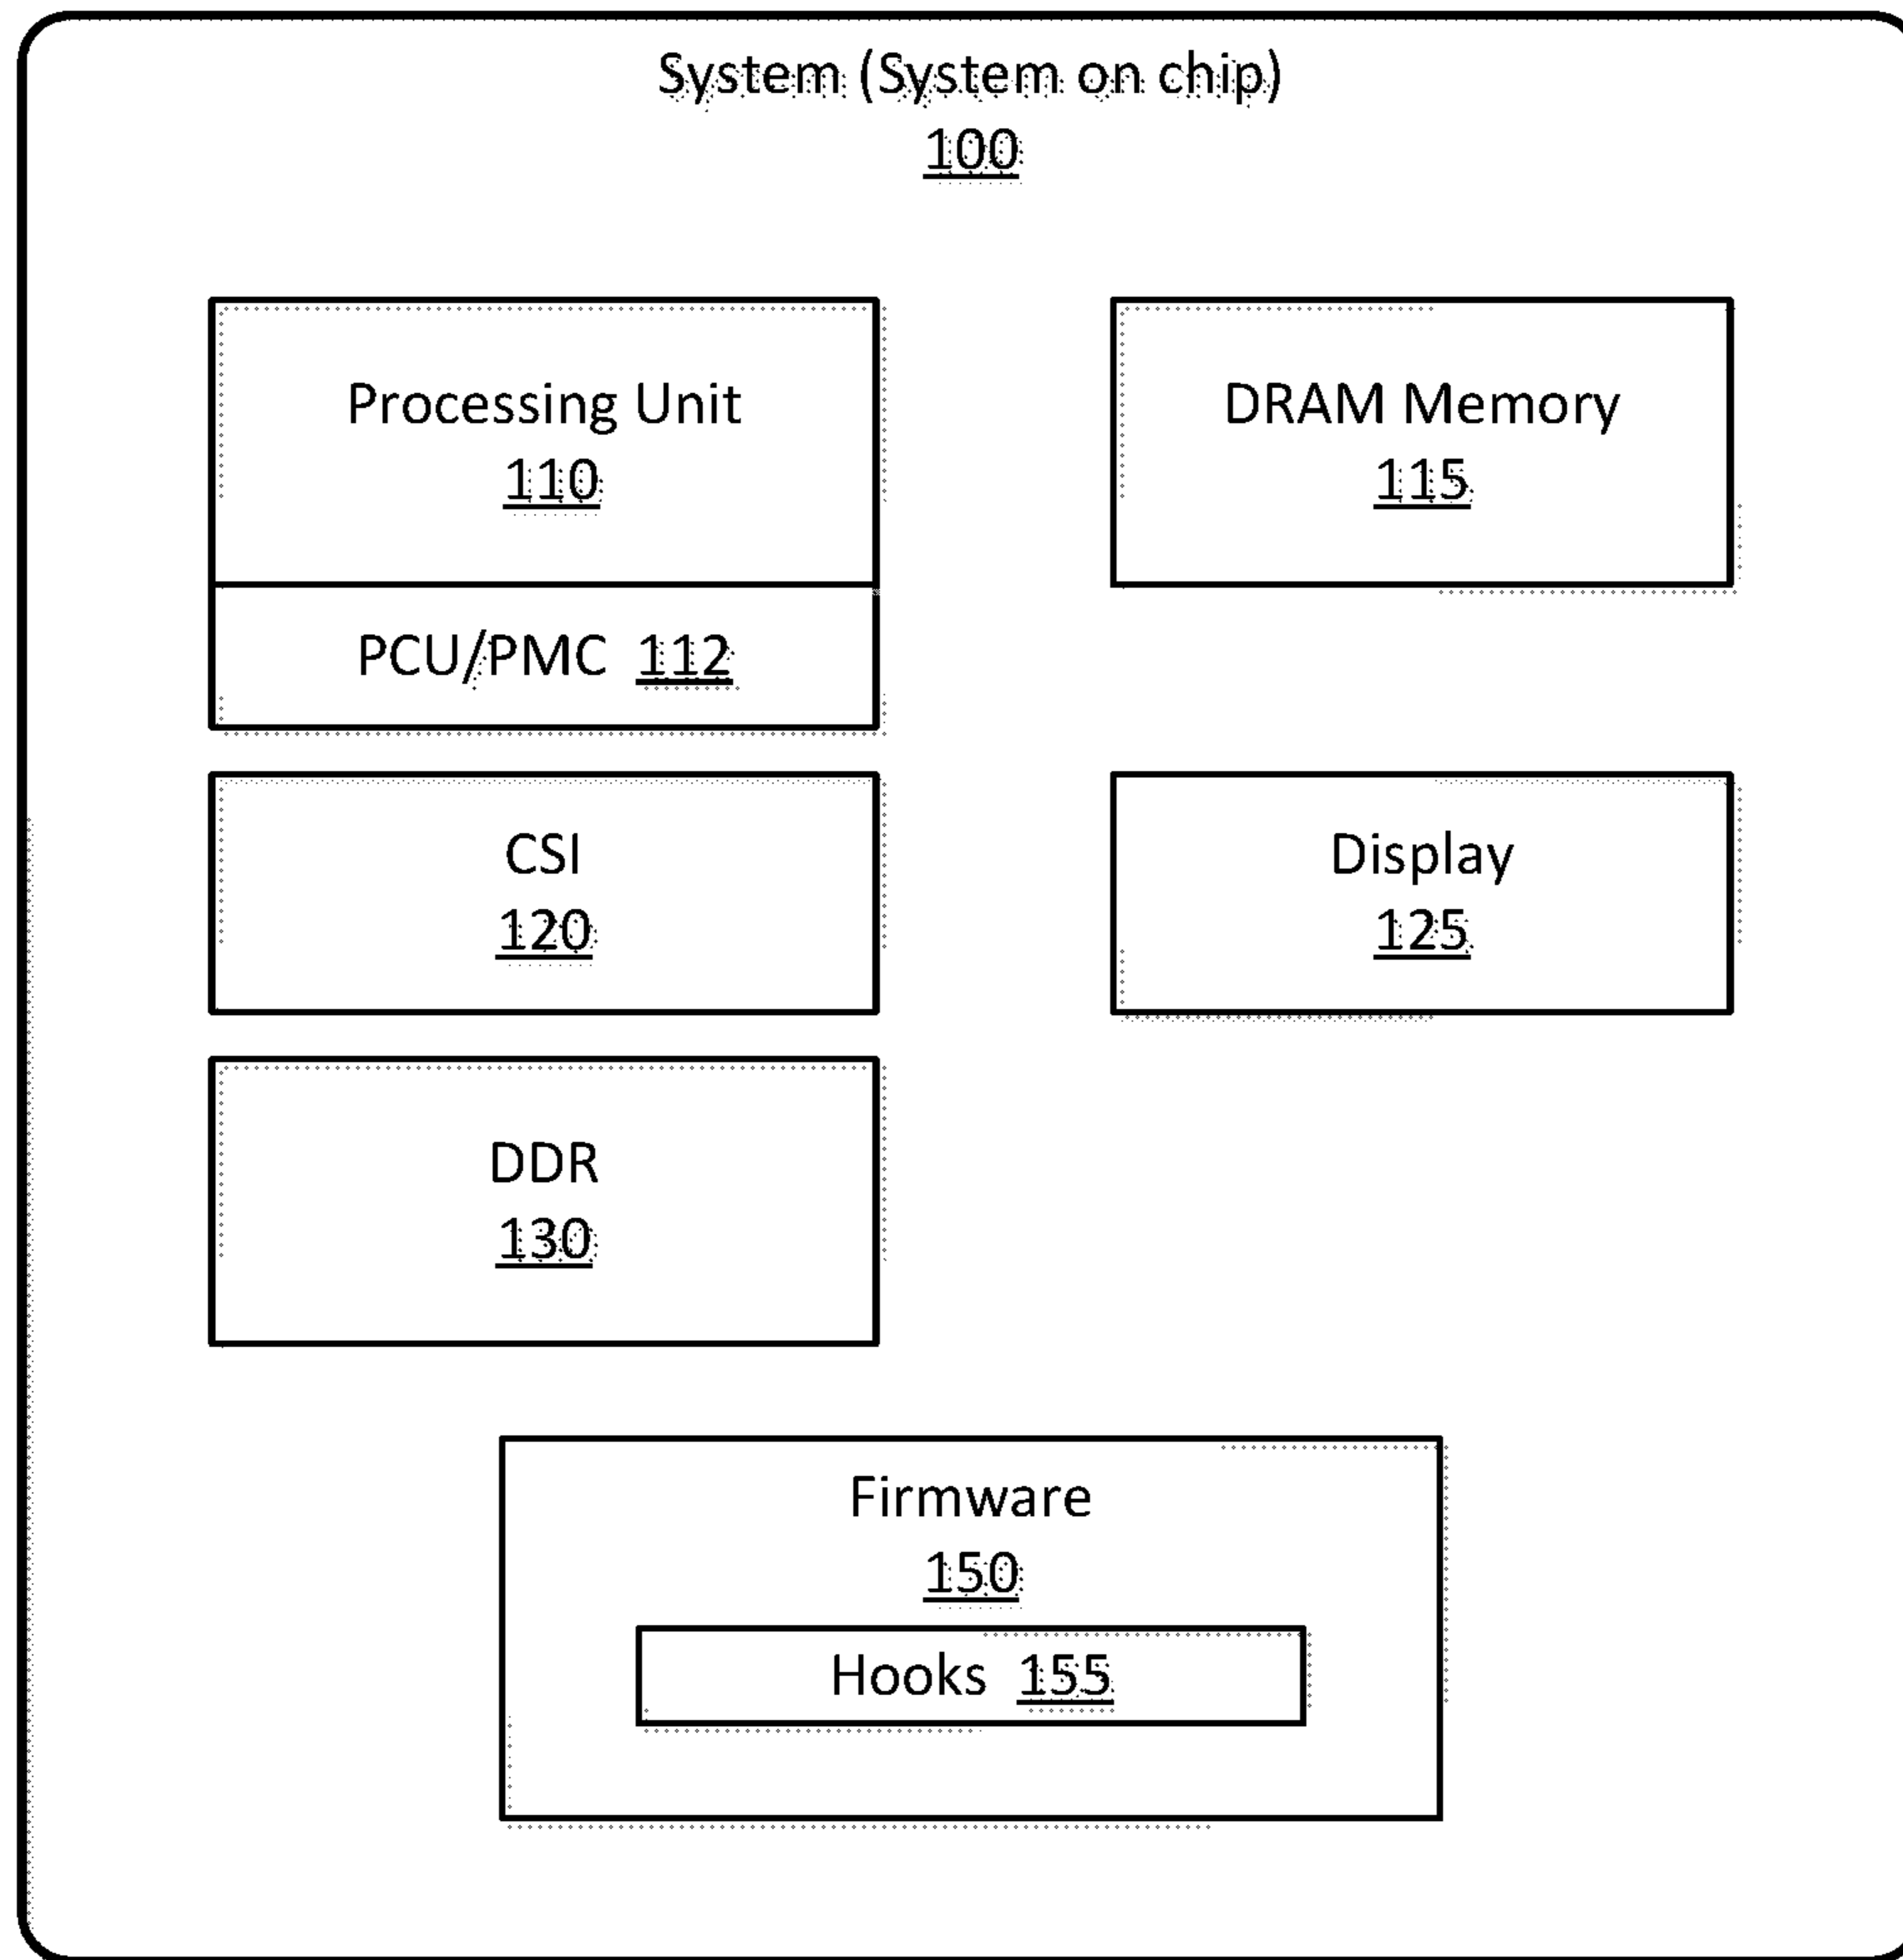 System (System on chip)
100
Processing Unit
110
PCU/PMC 112
DRAM Memory
115
CSI
120
Display
125
DDR
130
Firmware
150
Hooks 155